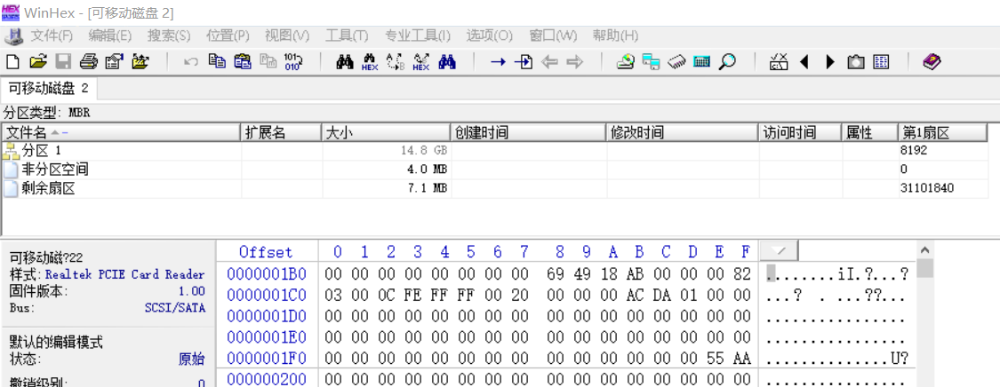 WinHex - [可移动磁盘 2]
文件(F) 编辑(E) 搜索(S) 位置(P) 视图(V) 工具(T) 专业工具(I) 选项(O) 窗口(W) 帮助(H)
可移动磁盘 2
分区类型: MBR
文件名 扩展名 大小 创建时间 修改时间 访问时间 属性 第1扇区
分区 1 14.8 GB 8192
非分区空间 4.0 MB 0
剩余扇区 7.1 MB 31101840
可移动磁?22
样式:Realtek PCIE Card Reader
固件版本: 1.00
Bus: SCSI/SATA
默认的编辑模式
状态: 原始
撤消级别: 0
Offset 0 1 2 3 4 5 6 7 8 9 A B C D E F
0000001B0 00 00 00 00 00 00 00 00 69 49 18 AB 00 00 00 82 ........iI.?...?
0000001C0 03 00 0C FE FF FF 00 20 00 00 00 AC DA 01 00 00 ...? . ...??...
0000001D0 00 00 00 00 00 00 00 00 00 00 00 00 00 00 00 00 ................
0000001E0 00 00 00 00 00 00 00 00 00 00 00 00 00 00 00 00 ................
0000001F0 00 00 00 00 00 00 00 00 00 00 00 00 00 00 55 AA ..............U?
000000200 00 00 00 00 00 00 00 00 00 00 00 00 00 00 00 00 ................